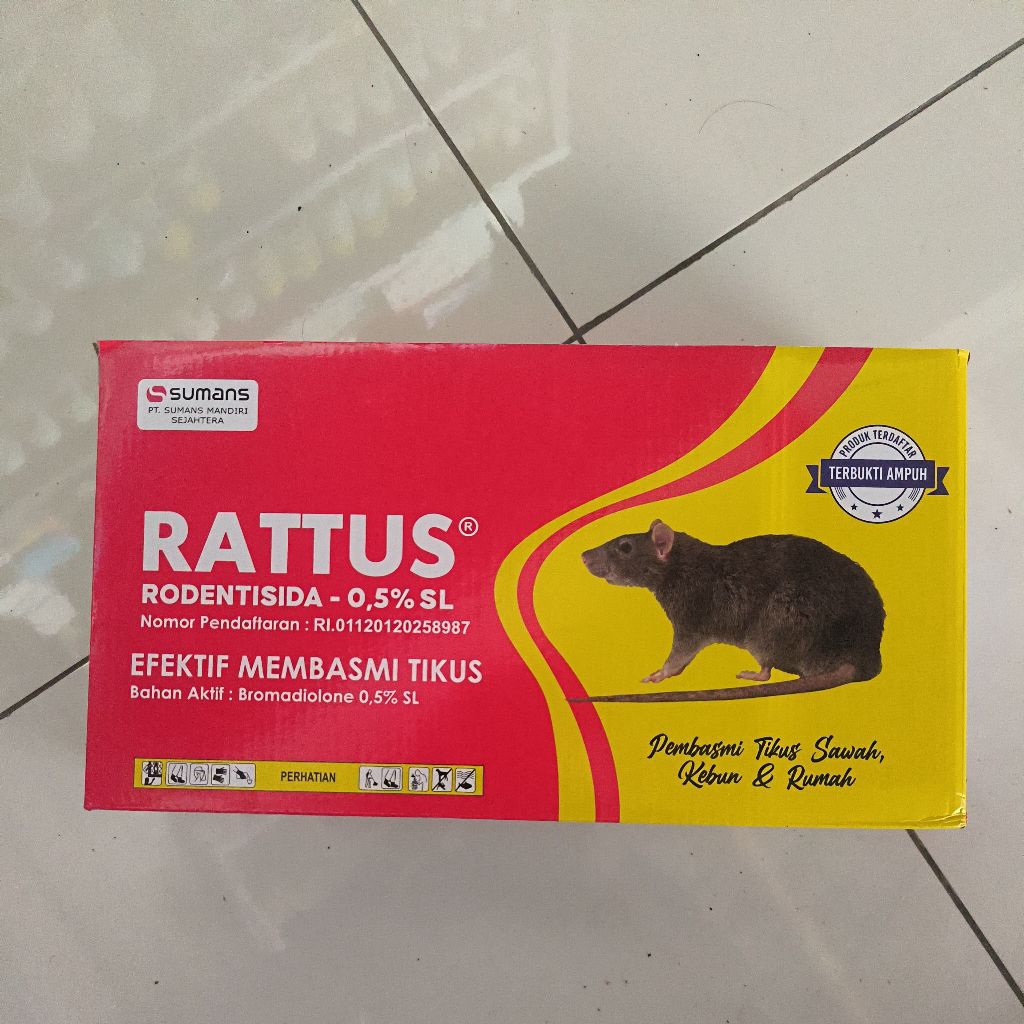 sumans
PT. SUMANS MANDIRI
SEJAHTERA
PRODUK TERDAFTAR
TERBUKTI AMPUH
RATTUS®
RODENTISIDA - 0,5% SL
Nomor Pendaftaran : RI.01120120258987
EFEKTIF MEMBASMI TIKUS
Bahan Aktif : Bromadiolone 0,5% SL
PERHATIAN
Pembasmi Tikus Sawah,
Kebun & Rumah